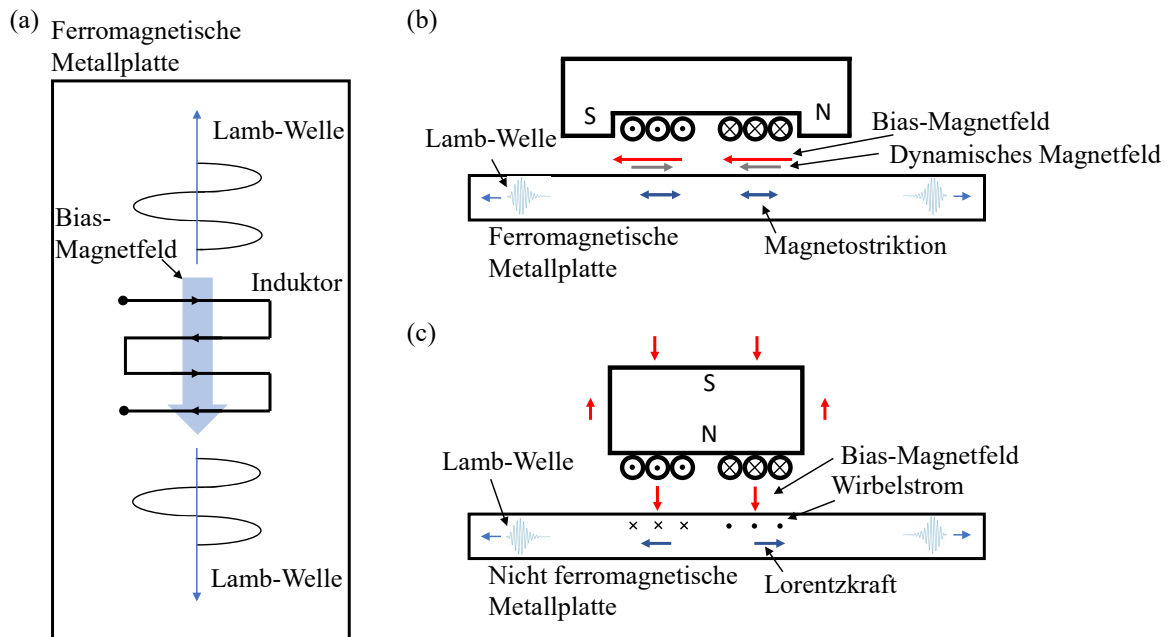 (a)
Ferromagnetische
Metallplatte
Lamb-Welle
Bias-
Magnetfeld
Induktor
Lamb-Welle
(b)
S
N
Bias-Magnetfeld
Lamb-Welle
Dynamisches Magnetfeld
Ferromagnetische
Metallplatte
Magnetostriktion
(c)
S
N
Lamb-Welle
Bias-Magnetfeld
Wirbelstrom
Nicht ferromagnetische
Metallplatte
Lorentzkraft